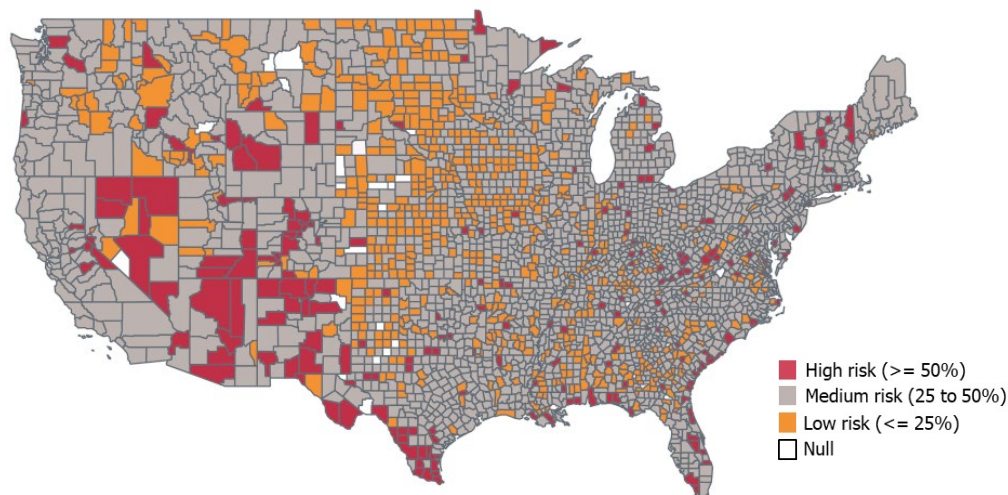 High risk (>= 50%)
Medium risk (25 to 50%)
Low risk (<= 25%)
Null